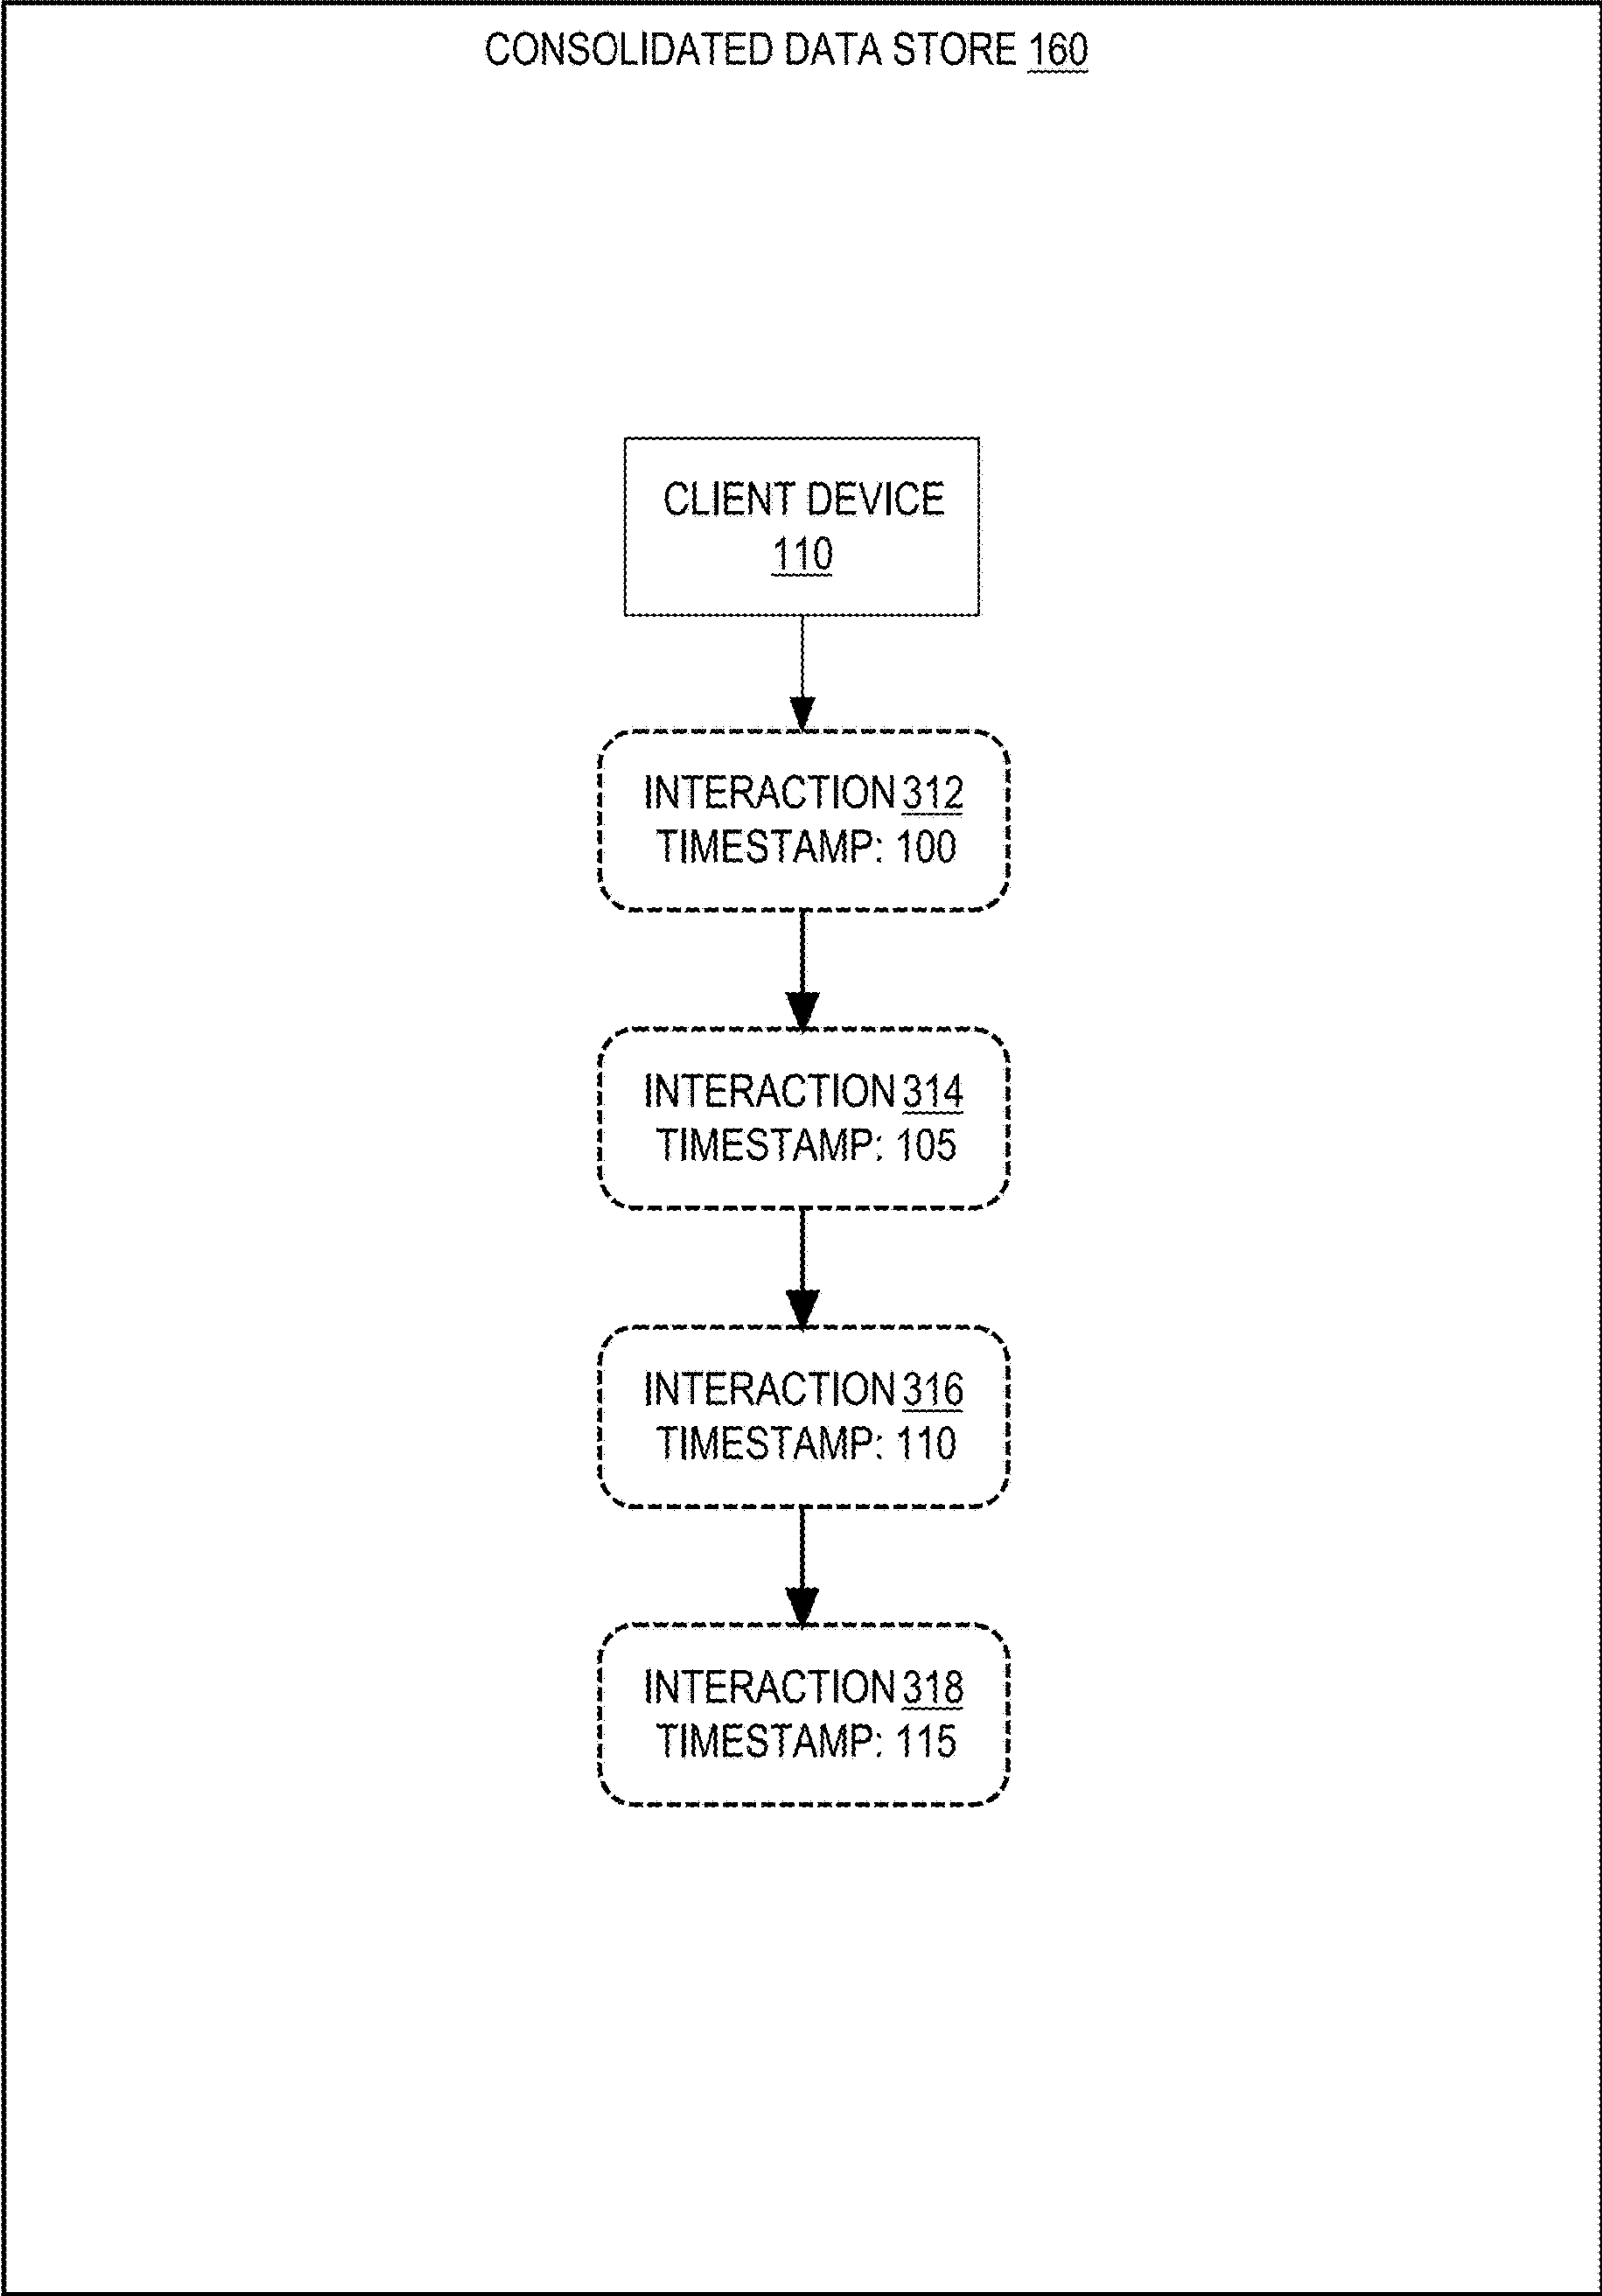 CONSOLIDATED DATA STORE 160
CLIENT DEVICE
110
INTERACTION 312
TIMESTAMP: 100
INTERACTION 314
TIMESTAMP: 105
INTERACTION 316
TIMESTAMP: 110
INTERACTION 318
TIMESTAMP: 115